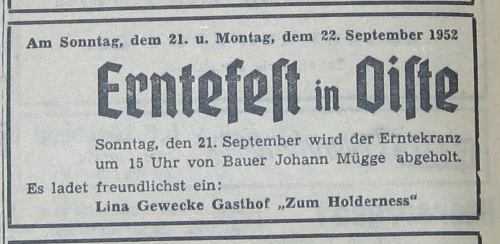 Am Sonntag, dem 21. u. Montag, dem 22. September 1952
Erntefest in Oiste
Sonntag, den 21. September wird der Erntekranz
um 15 Uhr von Bauer Johann Mügge abgeholt.
Es ladet freundlichst ein:
Lina Gewecke Gasthof „Zum Holderness“